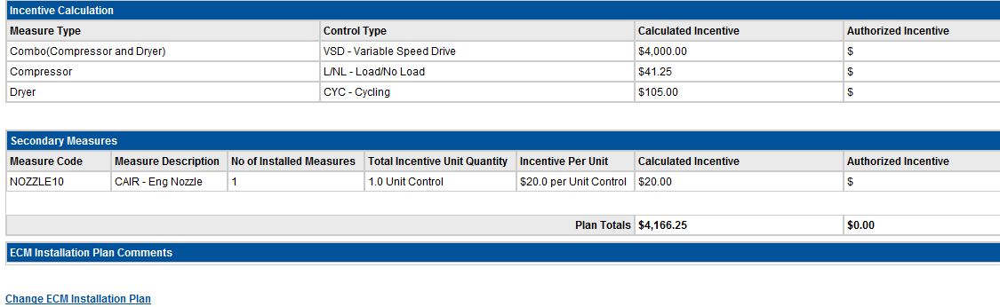 Incentive Calculation
Measure Type Control Type Calculated Incentive Authorized Incentive
Combo(Compressor and Dryer) VSD - Variable Speed Drive $4,000.00 $
Compressor L/NL - Load/No Load $41.25 $
Dryer CYC - Cycling $105.00 $
Secondary Measures
Measure Code Measure Description No of Installed Measures Total Incentive Unit Quantity Incentive Per Unit Calculated Incentive Authorized Incentive
NOZZLE10 CAIR - Eng Nozzle 1 1.0 Unit Control $20.0 per Unit Control $20.00 $
Plan Totals $4,166.25 $0.00
ECM Installation Plan Comments
Change ECM Installation Plan